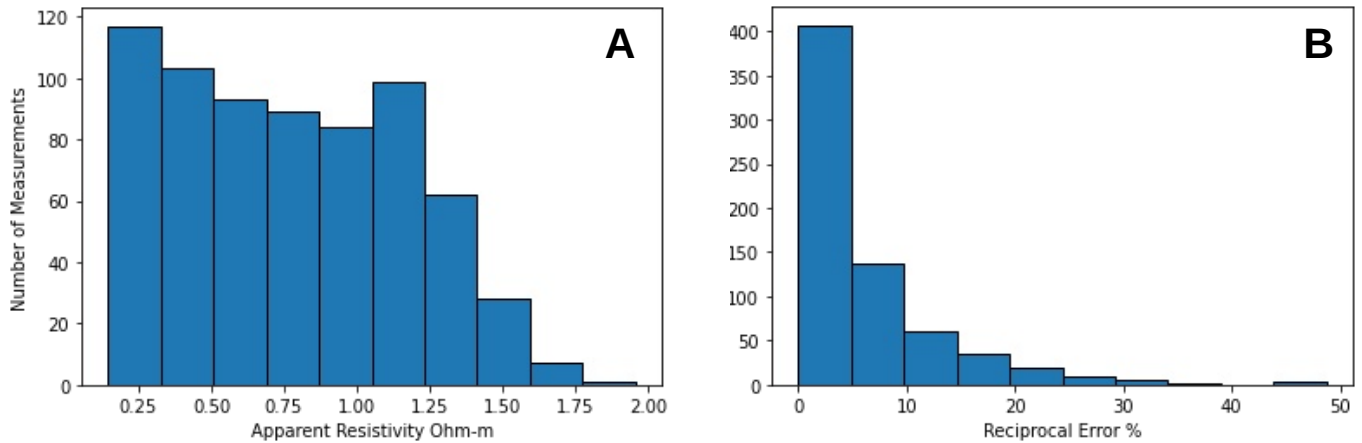 A
Number of Measurements
120
100
80
60
40
20
0
0.25 0.50 0.75 1.00 1.25 1.50 1.75 2.00
Apparent Resistivity Ohm-m
B
400
350
300
250
200
150
100
50
0
0 10 20 30 40 50
Reciprocal Error %